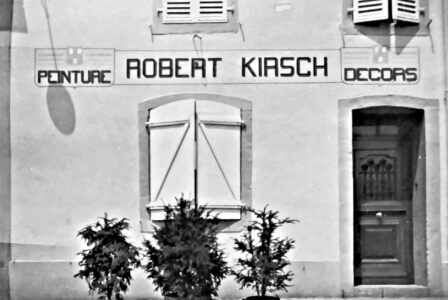 PEINTURE ROBERT KIRSCH DECORS